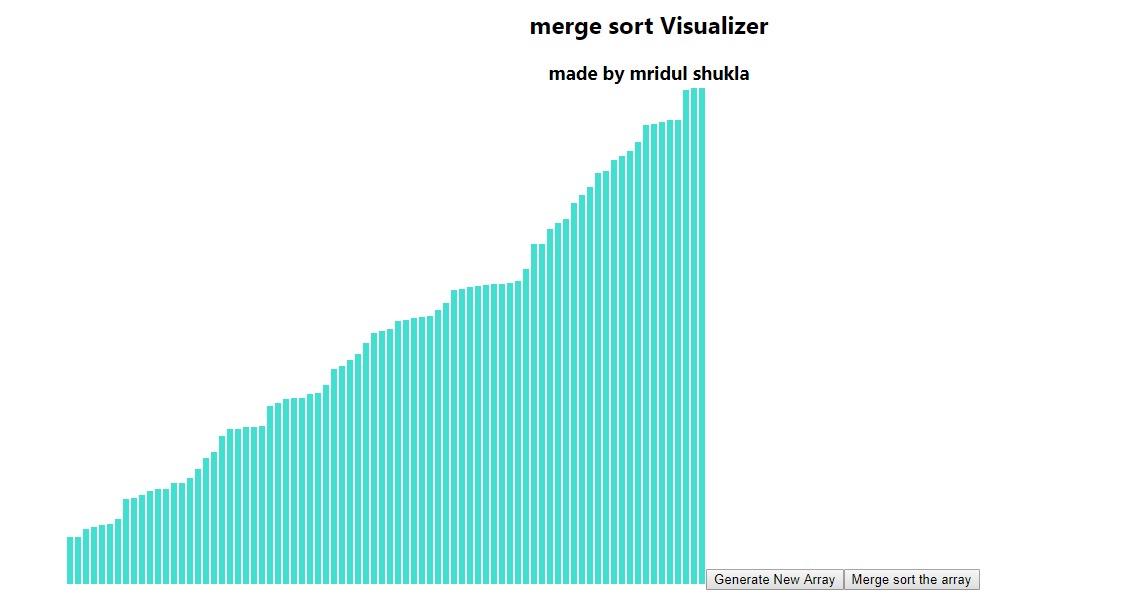 merge sort Visualizer
made by mridul shukla
Generate New Array Merge sort the array